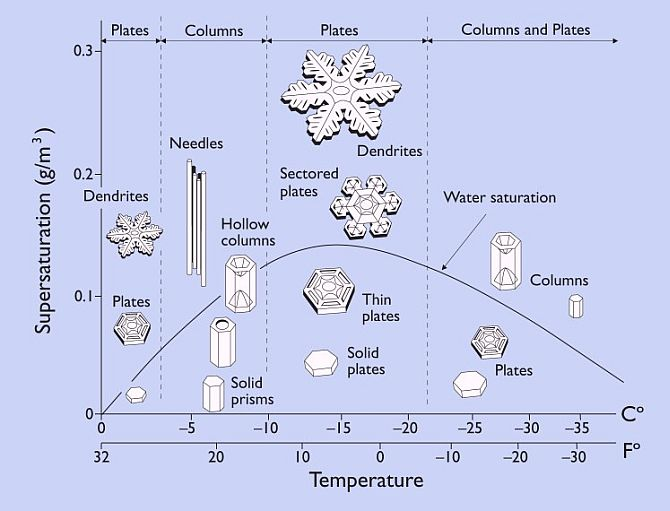 Plates
Columns
Plates
Columns and Plates
0.3
Dendrites
Needles
0.2
Sectored
plates
Dendrites
Water saturation
Hollow
columns
Supersaturation (g/m³)
Columns
0.1
Plates
Thin
plates
Solid
plates
Plates
Solid
prisms
0
C°
0
-5
-10
-15
-20
-25
-30
-35
F°
32
20
10
0
-10
-20
-30
Temperature